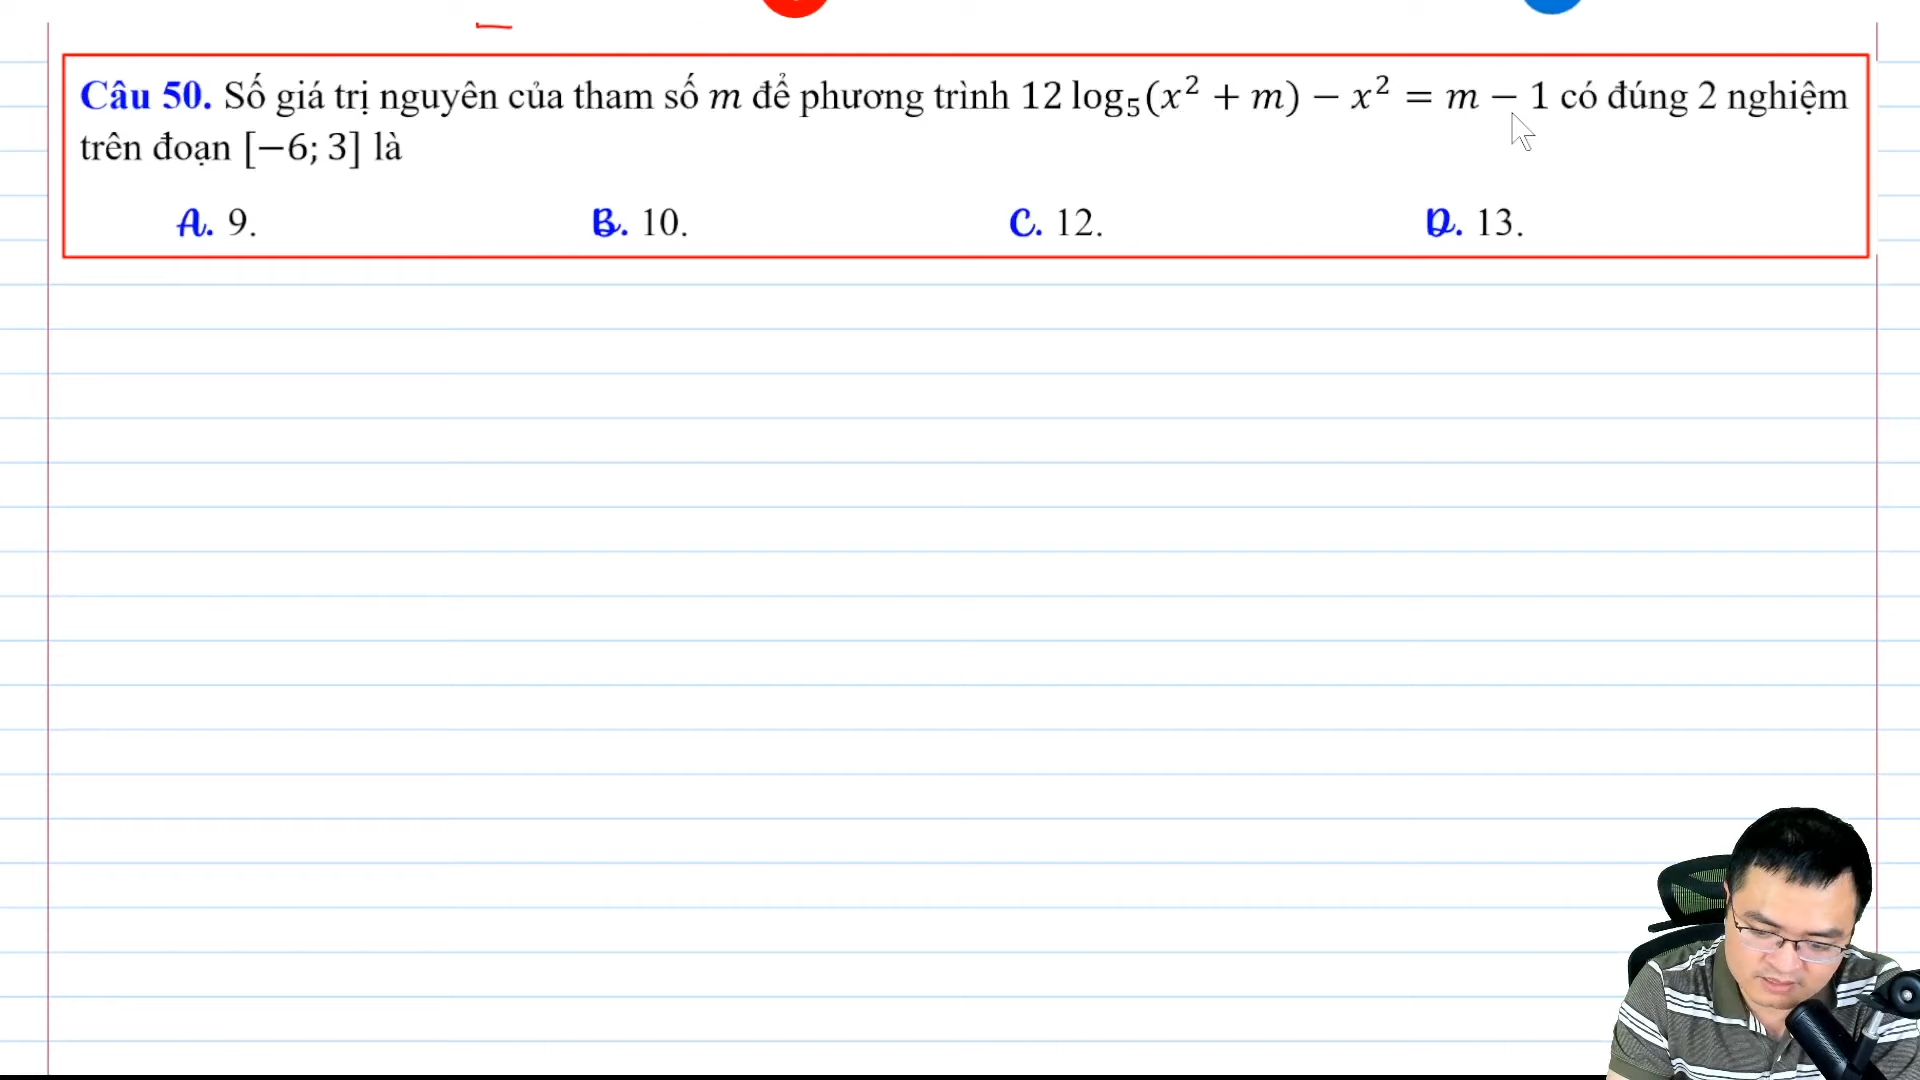 Câu 50. Số giá trị nguyên của tham số m để phương trình 12 log₅(x² + m) − x² = m − 1 có đúng 2 nghiệm
trên đoạn [−6; 3] là
A. 9. B. 10. C. 12. D. 13.